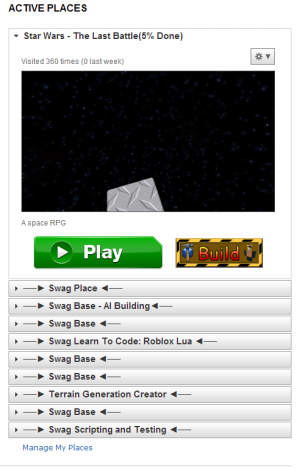 ACTIVE PLACES
Star Wars - The Last Battle(5% Done)
Visited 360 times (0 last week)
A space RPG
Play
Build
──► Swag Place ◄──
──► Swag Base - AI Building◄──
──► Swag Base ◄──
──► Swag Learn To Code: Roblox Lua ◄──
──► Swag Base ◄──
──► Swag Base ◄──
──► Terrain Generation Creator ◄──
──► Swag Base ◄──
──► Swag Scripting and Testing ◄──
Manage My Places